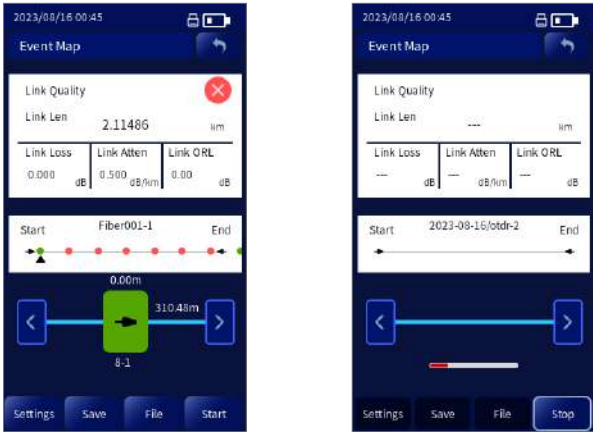 2023/08/16 00:45
Event Map
Link Quality
Link Len
2.11486 km
Link Loss Link Atten Link ORL
0.000 dB 0.500 dB/km 0.00 dB
Start Fiber001-1 End
0.00m
310.48m
8-1
Settings Save File Start
2023/08/16 00:45
Event Map
Link Quality
Link Len
--- km
Link Loss Link Atten Link ORL
--- dB --- dB/km --- dB
Start 2023-08-16/otdr-2 End
Settings Save File Stop